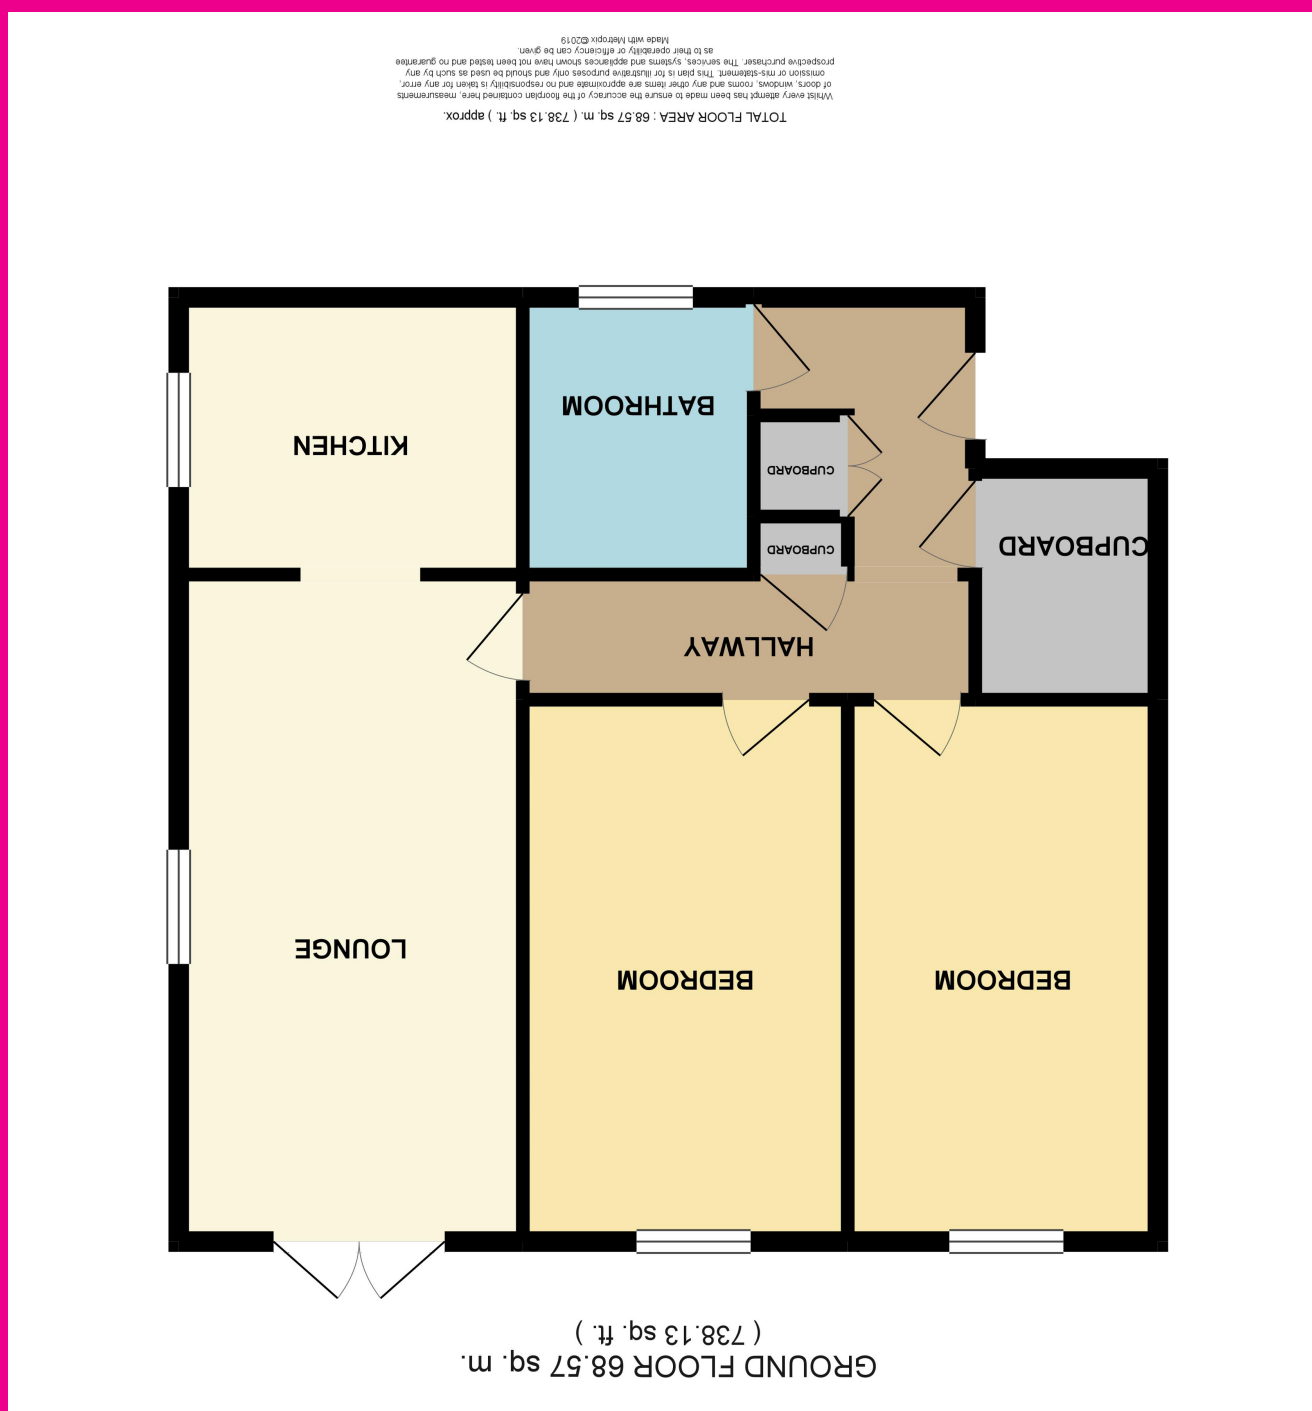 GROUND FLOOR 68.57 sq. m.
( 738.13 sq. ft. )
BEDROOM
BEDROOM
LOUNGE
HALLWAY
CUPBOARD
CUPBOARD
CUPBOARD
KITCHEN
BATHROOM
TOTAL FLOOR AREA : 68.57 sq. m. ( 738.13 sq. ft. ) approx.
Whilst every attempt has been made to ensure the accuracy of the floorplan contained here, measurements
of doors, windows, rooms and any other items are approximate and no responsibility is taken for any error,
omission or mis-statement. This plan is for illustrative purposes only and should be used as such by any
prospective purchaser. The services, systems and appliances shown have not been tested and no guarantee
as to their operability or efficiency can be given.
Made with Metropix ©2019